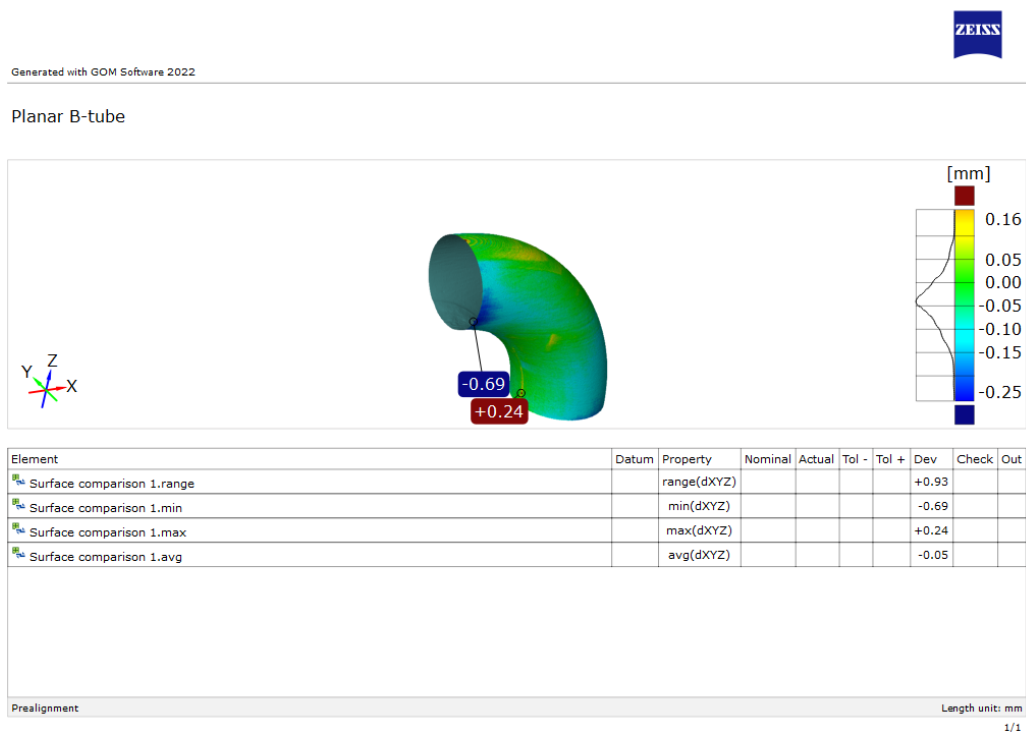 ZEISS
Generated with GOM Software 2022
Planar B-tube
[mm]
0.16
0.05
0.00
-0.05
-0.10
-0.15
-0.25
Z
Y
X
-0.69
+0.24
Element Datum Property Nominal Actual Tol - Tol + Dev Check Out
Surface comparison 1.range range(dXYZ) +0.93
Surface comparison 1.min min(dXYZ) -0.69
Surface comparison 1.max max(dXYZ) +0.24
Surface comparison 1.avg avg(dXYZ) -0.05
Prealignment Length unit: mm
1/1